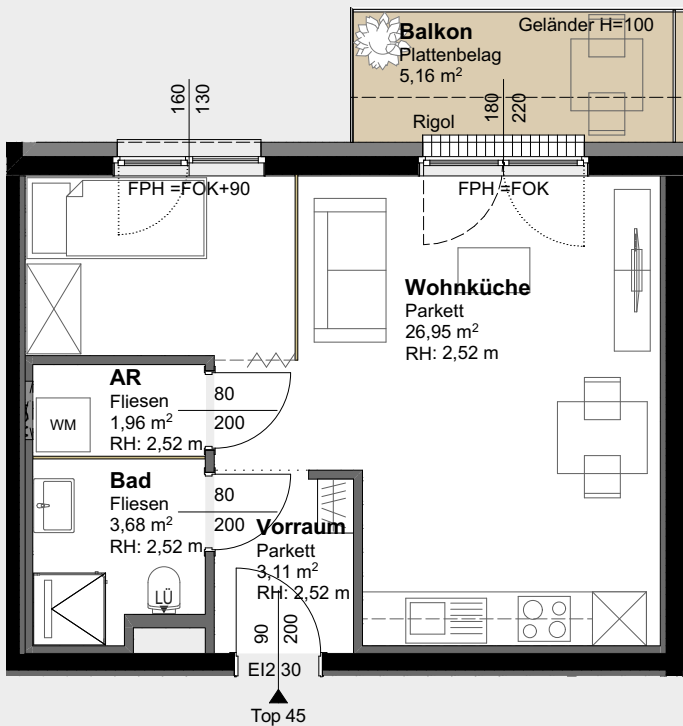 Balkon
Plattenbelag
5,16 m²
Geländer H=100
160
130
180
220
Rigol
FPH =FOK+90
FPH =FOK
Wohnküche
Parkett
26,95 m²
RH: 2,52 m
AR
Fliesen
1,96 m²
RH: 2,52 m
WM
80
200
Bad
Fliesen
3,68 m²
RH: 2,52 m
80
200
Vorraum
Parkett
3,11 m²
RH: 2,52 m
LÜ
90
200
EI2 30
Top 45